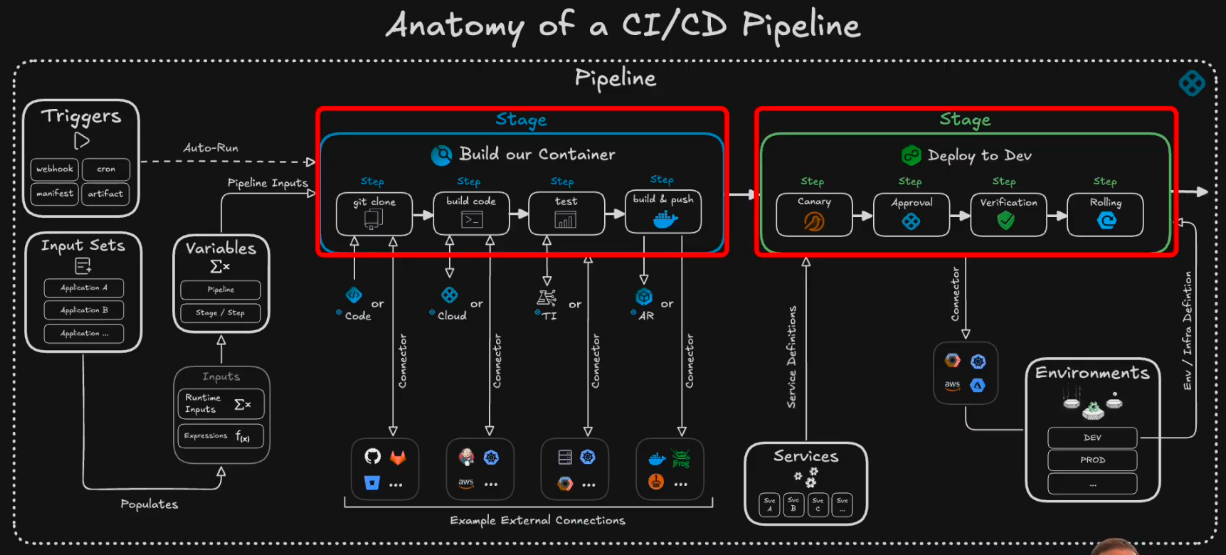 Anatomy of a CI/CD Pipeline
Pipeline
Triggers
webhook
cron
manifest
artifact
Auto-Run
Pipeline Inputs
Input Sets
Application A
Application B
Application ...
Variables
Pipeline
Stage / Step
Inputs
Runtime
Inputs
Expressions
f(x)
Populates
Stage
Build our Container
Step
git clone
Step
build code
Step
test
Step
build & push
Code
or
Cloud
or
TI
or
AR
or
Connector
Connector
Connector
Connector
aws
...
...
...
JFrog
...
Example External Connections
Stage
Deploy to Dev
Step
Canary
Step
Approval
Step
Verification
Step
Rolling
Service Definitions
Connector
Env / Infra Defintion
aws
Services
Svc
A
Svc
B
Svc
C
Svc
...
Environments
DEV
PROD
...